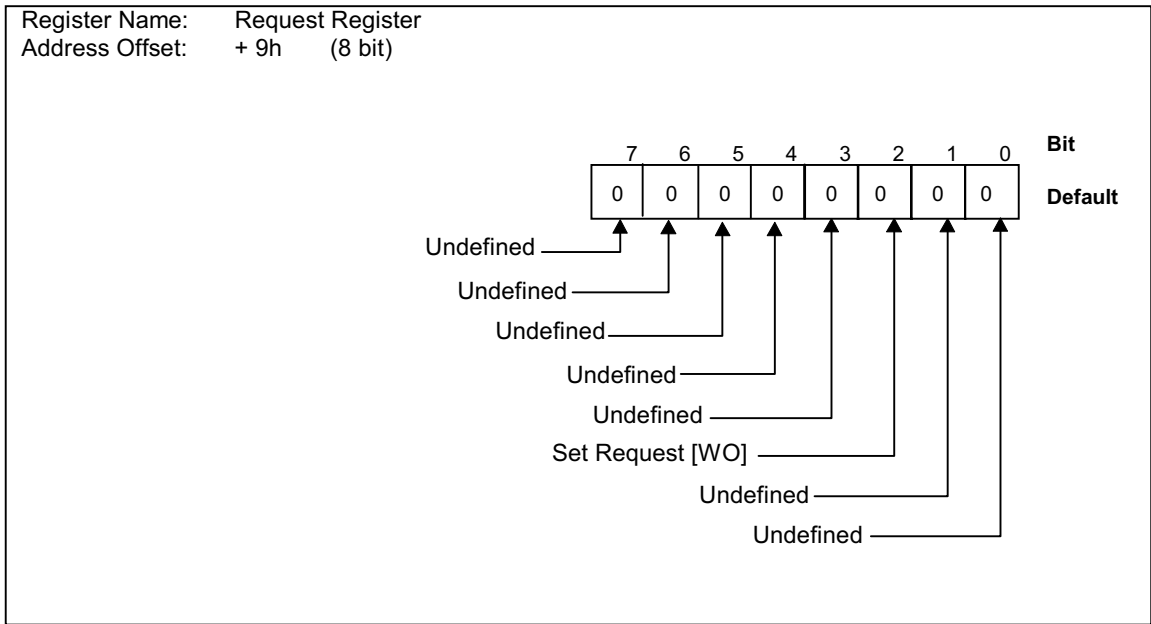 Register Name: Request Register
Address Offset: + 9h (8 bit)
7 6 5 4 3 2 1 0 Bit
0 0 0 0 0 0 0 0 Default
Undefined
Undefined
Undefined
Undefined
Undefined
Set Request [WO]
Undefined
Undefined